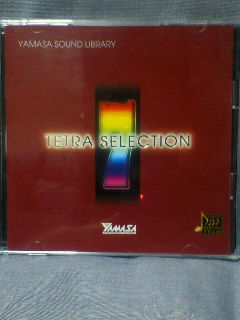 YAMASA SOUND LIBRARY
TETRA SELECTION
YAMASA